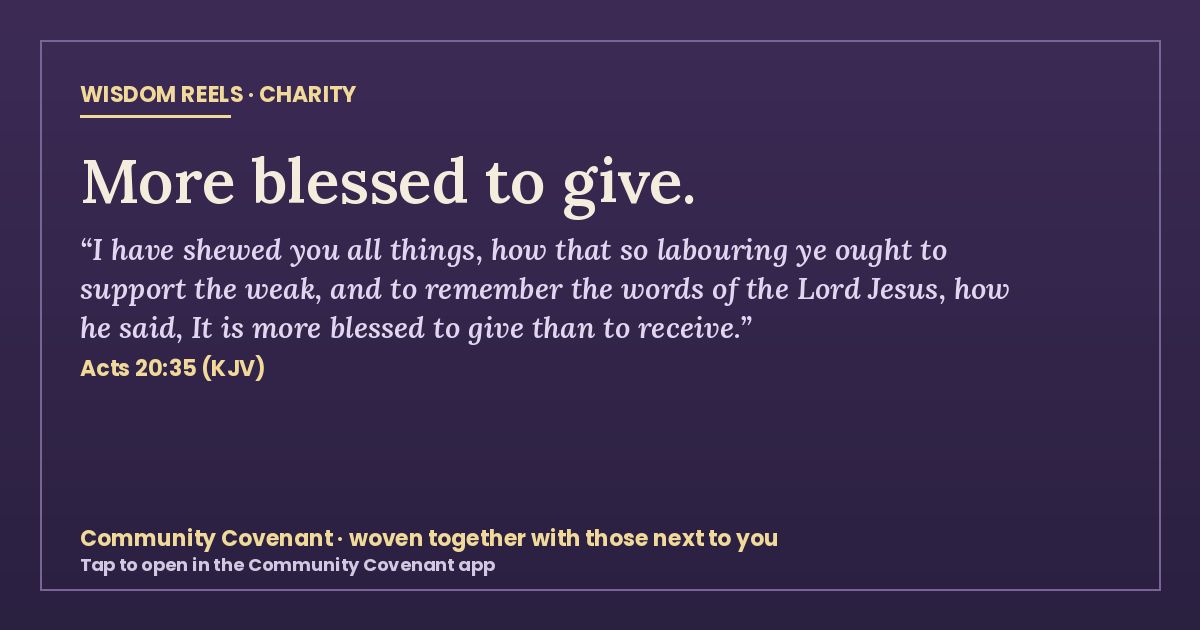 WISDOM REELS · CHARITY
More blessed to give.
“I have shewed you all things, how that so labouring ye ought to
support the weak, and to remember the words of the Lord Jesus, how
he said, It is more blessed to give than to receive.”
Acts 20:35 (KJV)
Community Covenant · woven together with those next to you
Tap to open in the Community Covenant app